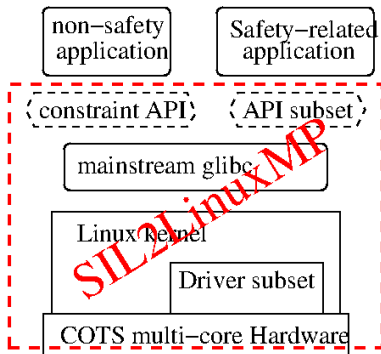 non-safety
application
Safety-related
application
constraint API
API subset
mainstream glibc
SIL2LinuxMP
Linux kernel
Driver subset
COTS multi-core Hardware